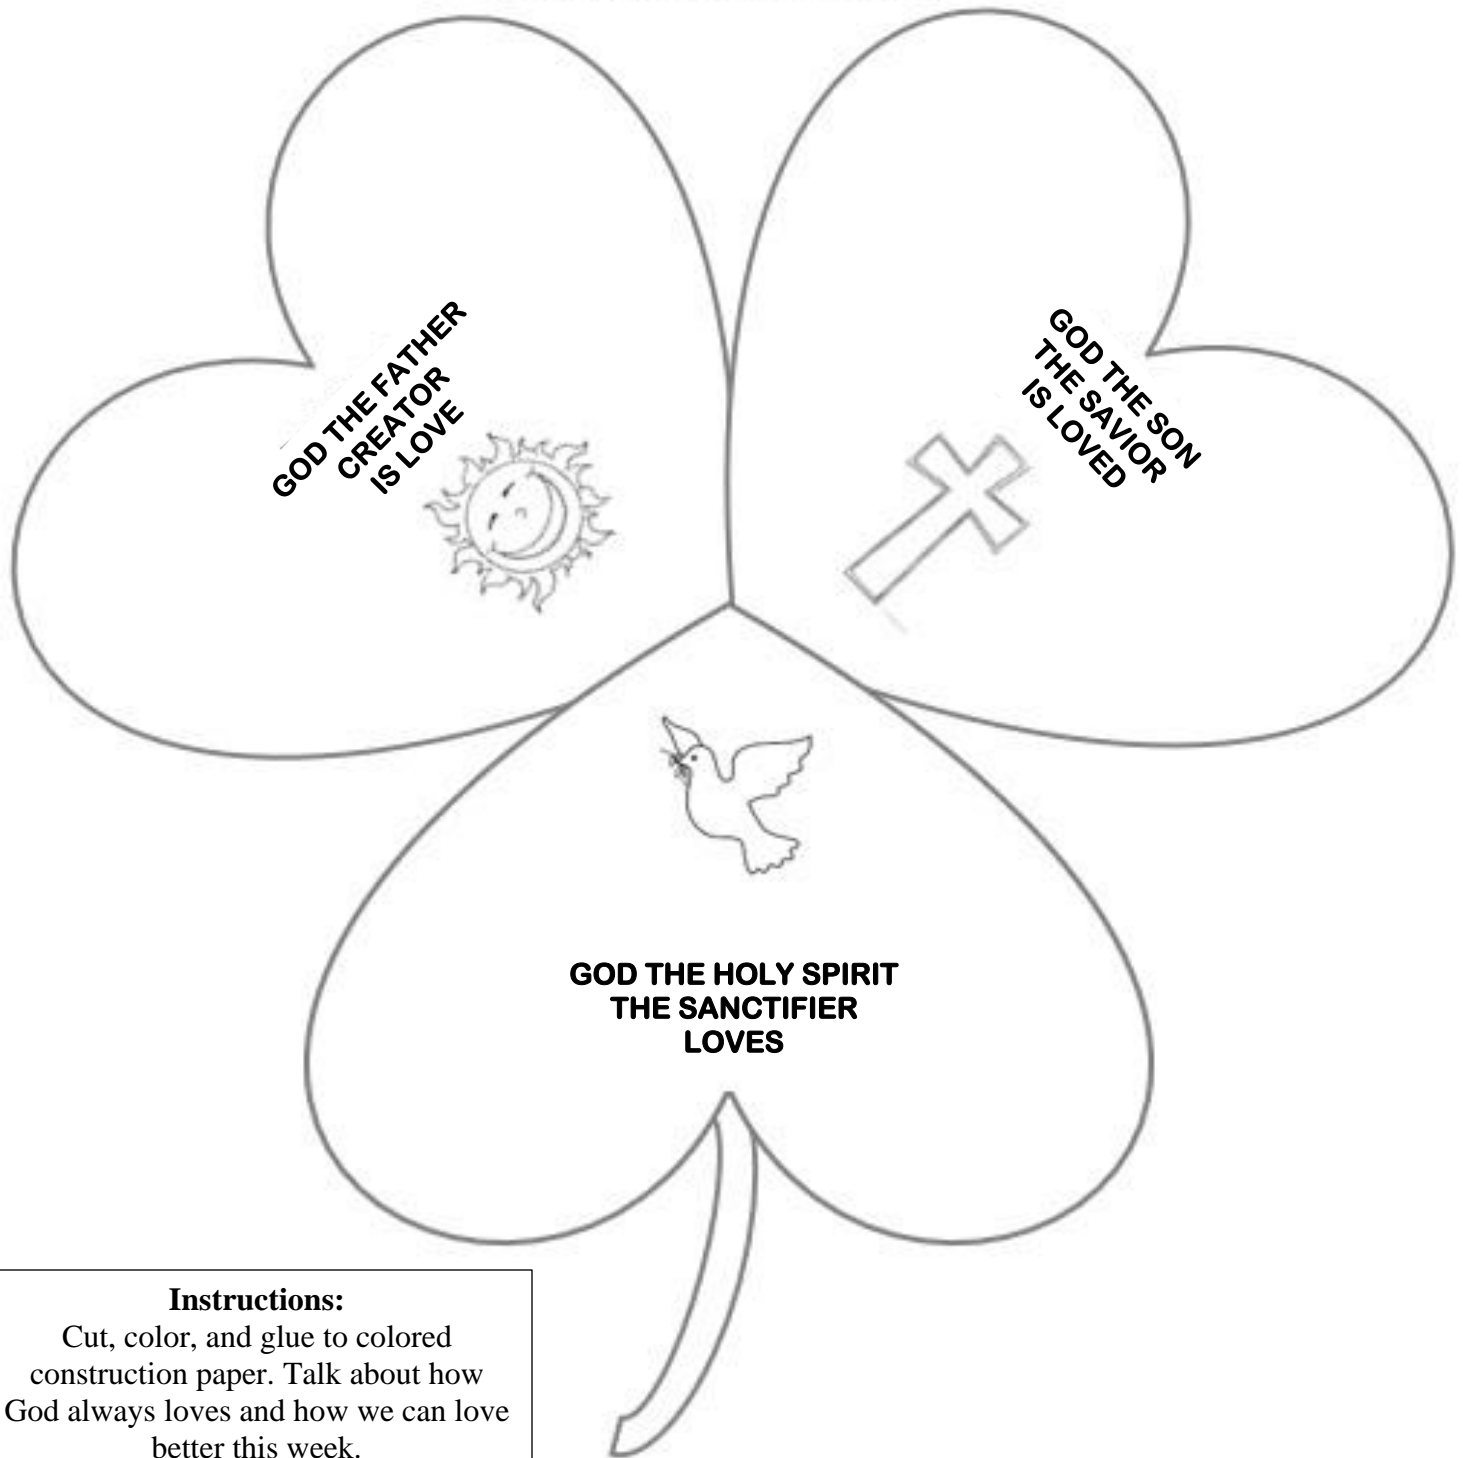 GOD THE FATHER
CREATOR
IS LOVE
GOD THE SON
THE SAVIOR
IS LOVED
GOD THE HOLY SPIRIT
THE SANCTIFIER
LOVES
Instructions:
Cut, color, and glue to colored
construction paper. Talk about how
God always loves and how we can love
better this week.